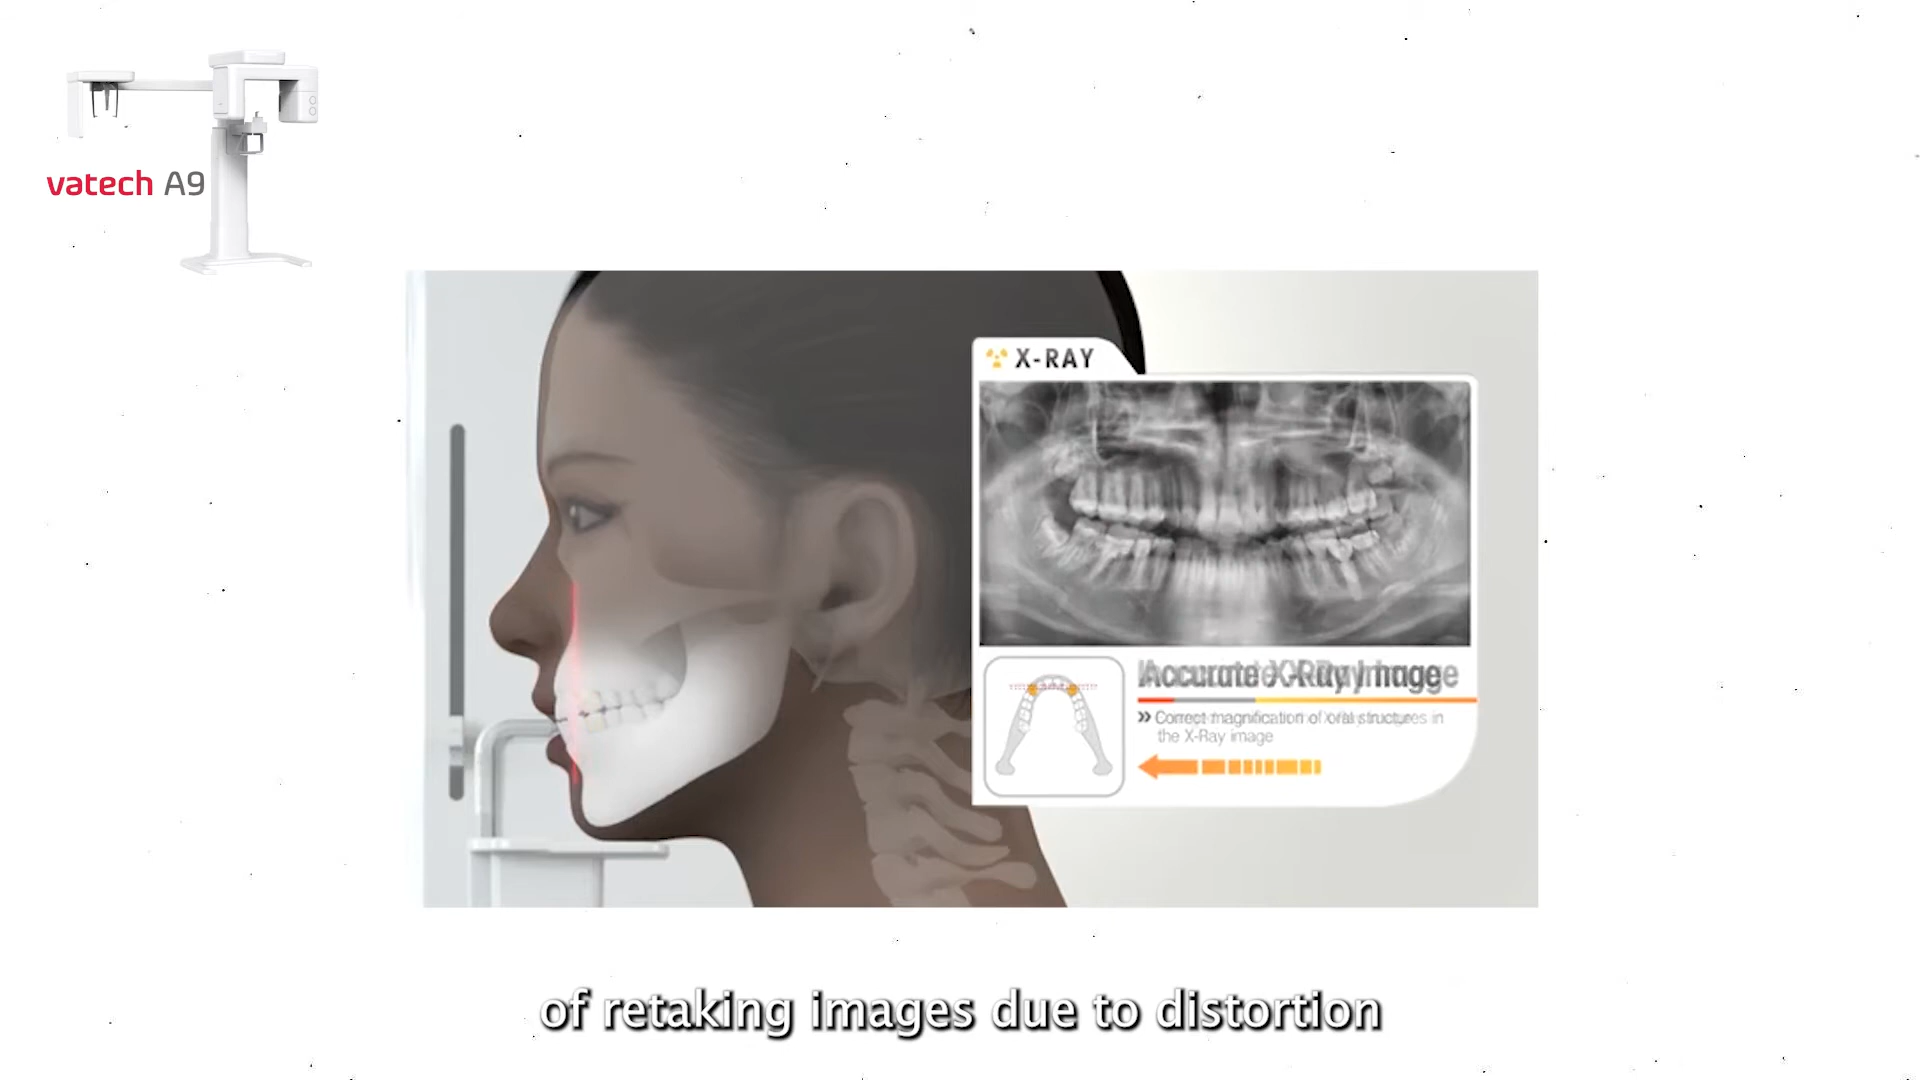 vatech A9
X-RAY
Accurate X-Ray Image
» Correct magnification of oral structures in
the X-Ray image
of retaking images due to distortion